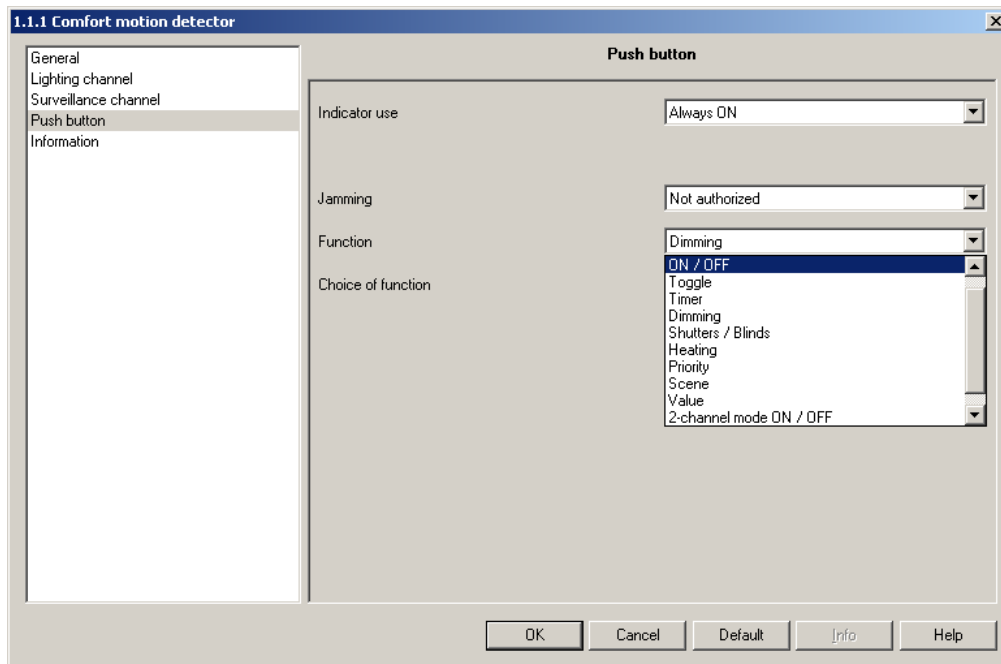 1.1.1 Comfort motion detector
General
Lighting channel
Surveillance channel
Push button
Information
Push button
Indicator use
Always ON
Jamming
Not authorized
Function
Dimming
Choice of function
ON / OFF
Toggle
Timer
Dimming
Shutters / Blinds
Heating
Priority
Scene
Value
2-channel mode ON / OFF
OK
Cancel
Default
Info
Help